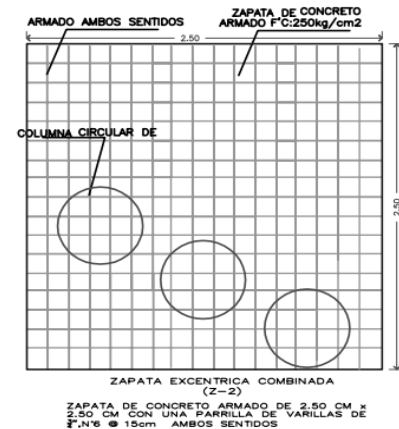 ARMADO AMBOS SENTIDOS
ZAPATA DE CONCRETO
ARMADO F'C:250kg/cm2
2.50
COLUMNA CIRCULAR DE
2.50
ZAPATA EXCENTRICA COMBINADA
(Z-2)
ZAPATA DE CONCRETO ARMADO DE 2.50 CM x
2.50 CM CON UNA PARRILLA DE VARILLAS DE
N°6 @ 15cm AMBOS SENTIDOS